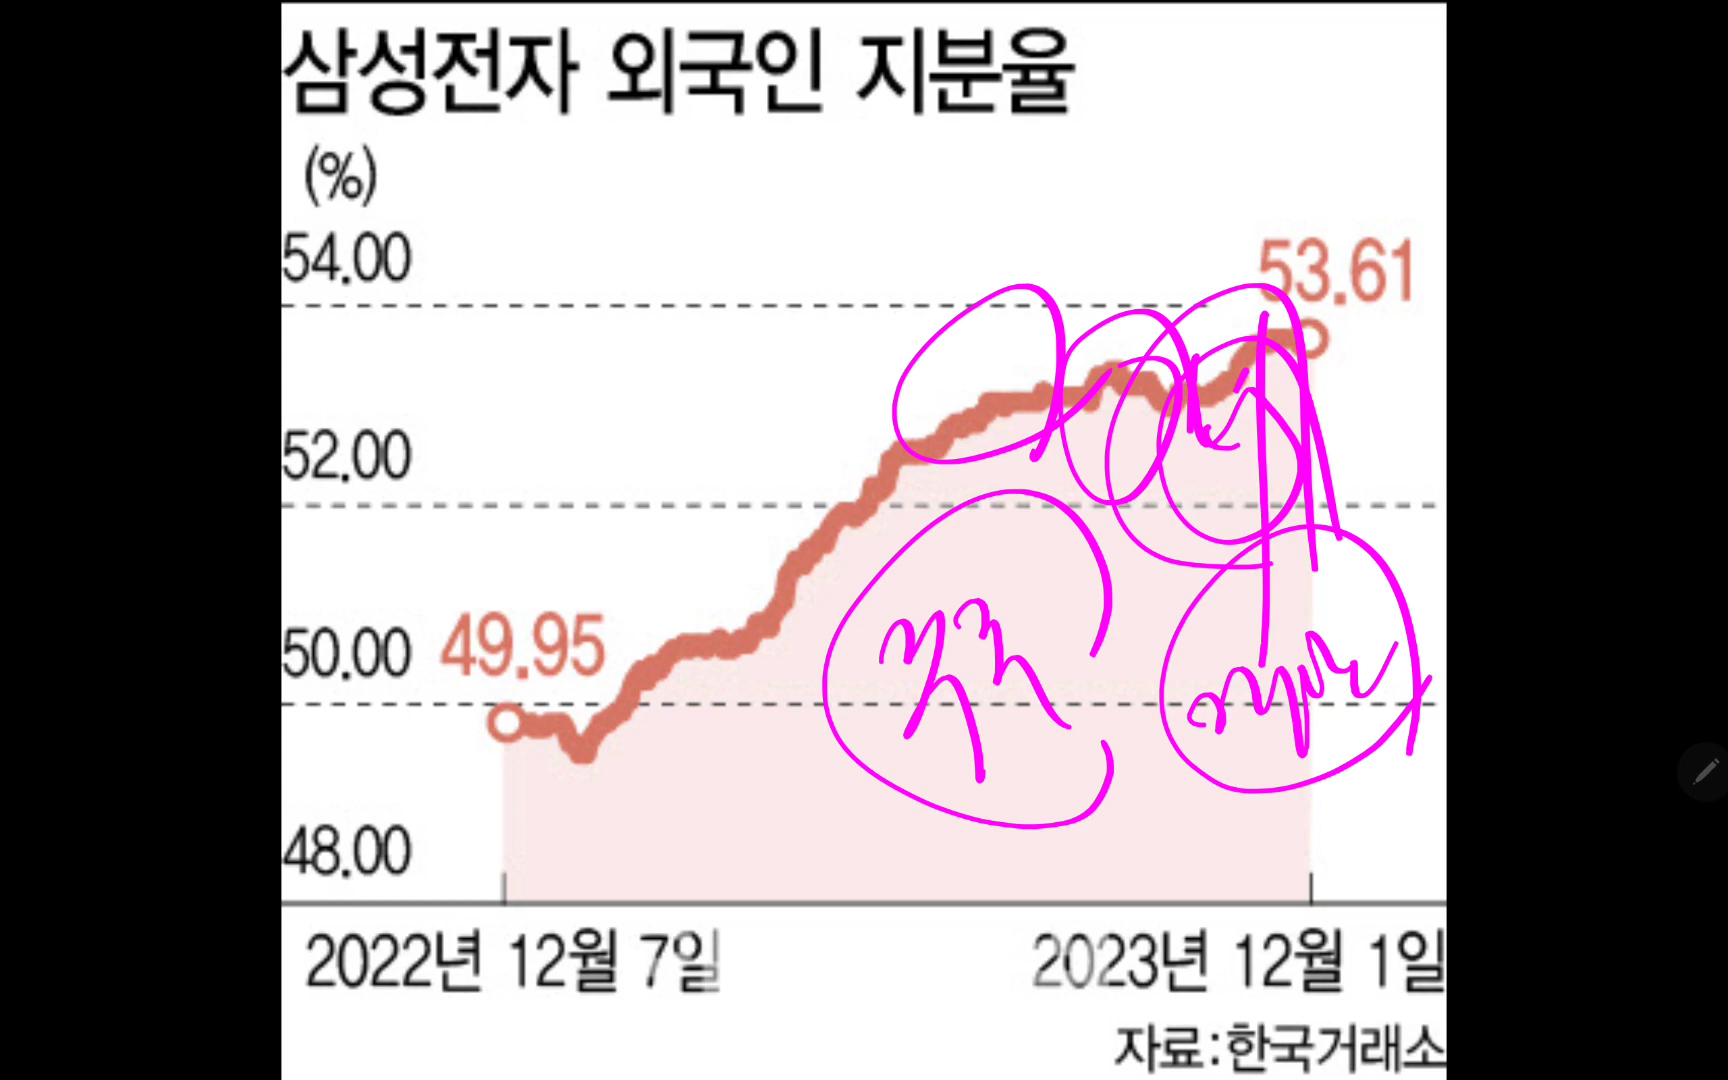 삼성전자 외국인 지분율
(%)
54.00
53.61
52.00
50.00
49.95
48.00
2022년 12월 7일
2023년 12월 1일
자료:한국거래소